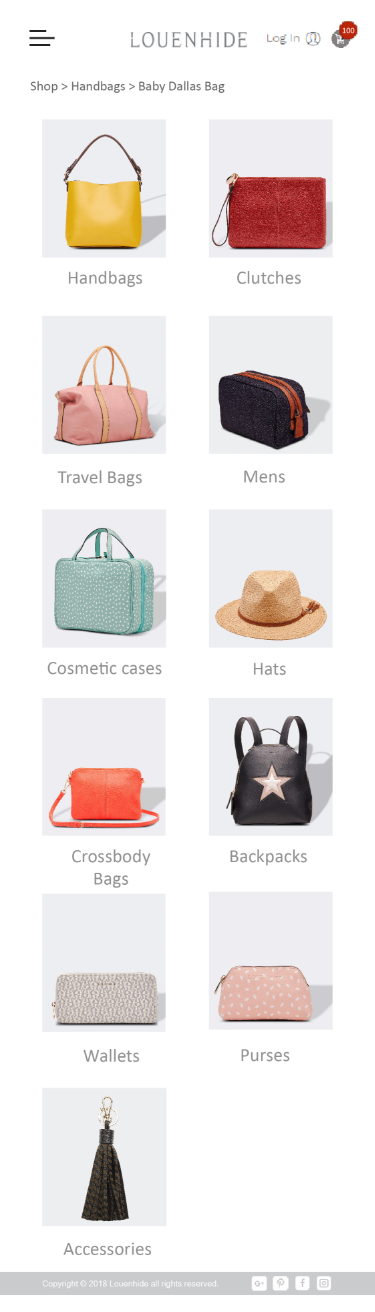 LOUENHIDE
Log in
100
Shop > Handbags > Baby Dallas Bag
Handbags
Clutches
Travel Bags
Mens
Cosmetic cases
Hats
Crossbody
Bags
Backpacks
Wallets
Purses
Accessories
Copyright © 2018 Louenhide all rights reserved.
G+
f